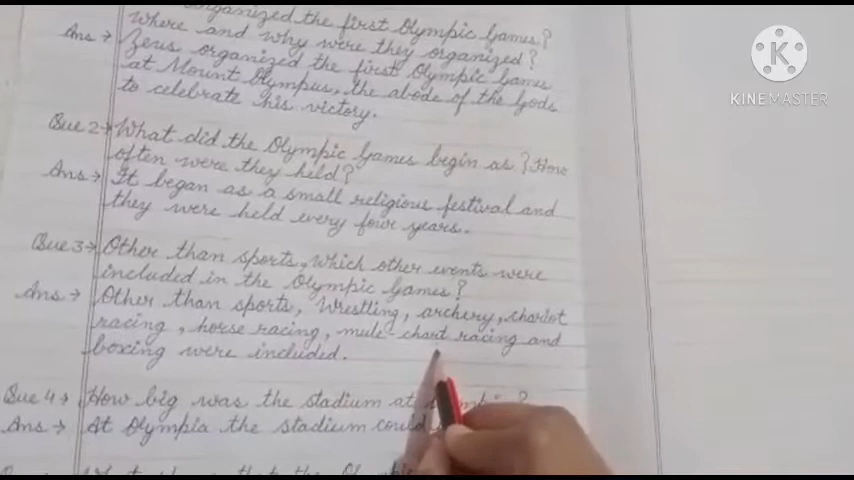 organized the first Olympic Games?
where and why were they organized?
Ans → Zeus organized the first Olympic Games
at Mount Olympus, the abode of the Gods
to celebrate his victory.
Que 2→ What did the Olympic Games begin as? How
often were they held?
Ans → It began as a small religious festival and
they were held every four years.
Que 3→ Other than sports, which other events were
included in the Olympic Games?
Ans → Other than sports, Wrestling, archery, chariot
racing, horse racing, mule-chart racing and
boxing were included.
Que 4→ How big was the stadium at
Ans → At Olympia the stadium could
KINEMASTER